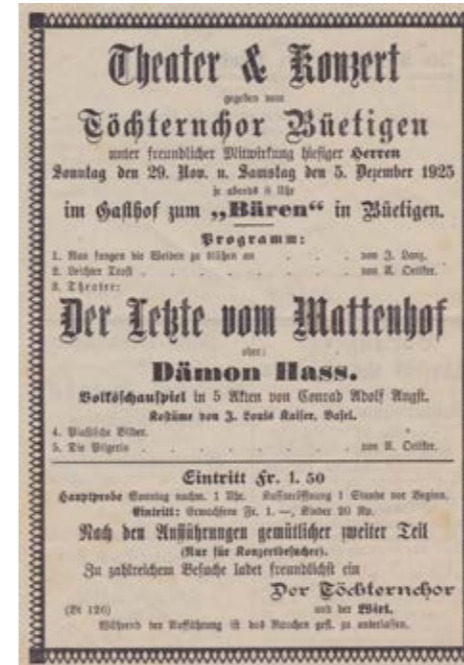 Theater & Konzert
gegeben vom
Töchternchor Büetigen
unter freundlicher Mitwirkung hiesiger Herren
Sonntag den 29. Nov. u. Samstag den 5. Dezember 1925
je abends 8 Uhr
im Gasthof zum „Bären“ in Büetigen.
Programm:
1. Nun fangen die Weiden zu blühen an . . . von J. Lang.
2. Leichter Trost . . . . . . . von R. Oetiker.
3. Theater:
Der Letzte vom Mattenhof
oder:
Dämon Hass.
Volksschauspiel in 5 Akten von Conrad Adolf Angst.
Kostüme von J. Louis Kaiser, Basel.
4. Plastische Bilder.
5. Die Pilgerin . . . . . . . von R. Oetiker.
Eintritt Fr. 1.50
Hauptprobe Sonntag nachm. 1 Uhr. Kassaeröffnung 1 Stunde vor Beginn.
Eintritt: Erwachsene Fr. 1.—, Kinder 20 Rp.
Nach den Aufführungen gemütlicher zweiter Teil
(Nur für Konzertbesucher).
Zu zahlreichem Besuche ladet freundlichst ein
Der Töchternchor
(Bt 126) und der Wirt.
Während der Aufführung ist das Rauchen gefl. zu unterlassen.